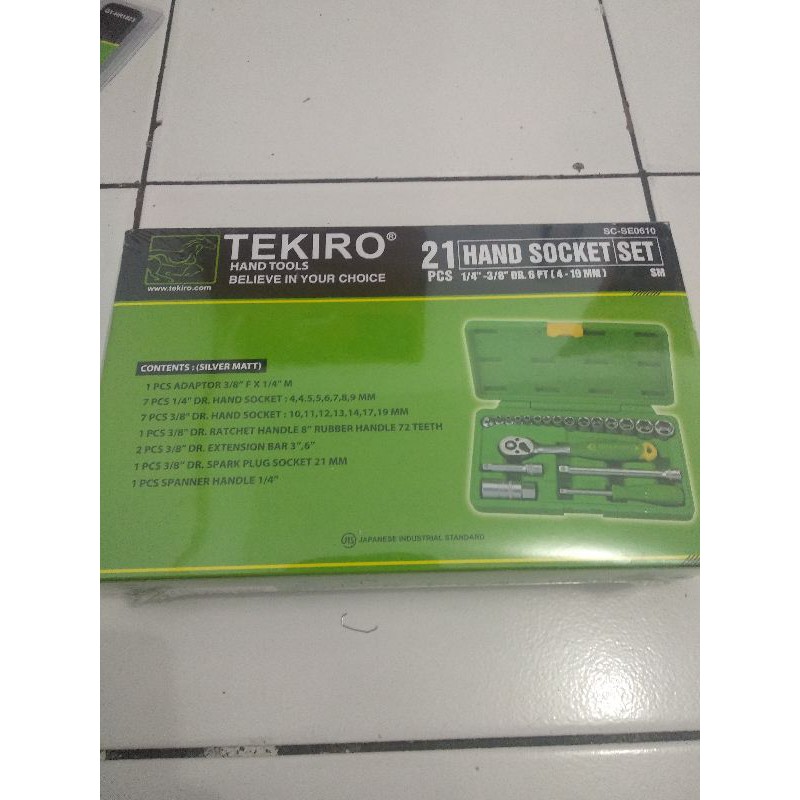 GT-HR1823
SC-SE0610
TEKIRO®
HAND TOOLS
BELIEVE IN YOUR CHOICE
www.tekiro.com
21 PCS HAND SOCKET SET
1/4" -3/8" DR. 6 PT ( 4 - 19 MM )
SM
CONTENTS : (SILVER MATT)
1 PCS ADAPTOR 3/8" F X 1/4" M
7 PCS 1/4" DR. HAND SOCKET : 4,4.5,5,6,7,8,9 MM
7 PCS 3/8" DR. HAND SOCKET : 10,11,12,13,14,17,19 MM
1 PCS 3/8" DR. RATCHET HANDLE 8" RUBBER HANDLE 72 TEETH
2 PCS 3/8" DR. EXTENSION BAR 3",6"
1 PCS 3/8" DR. SPARK PLUG SOCKET 21 MM
1 PCS SPANNER HANDLE 1/4"
JIS JAPANESE INDUSTRIAL STANDARD